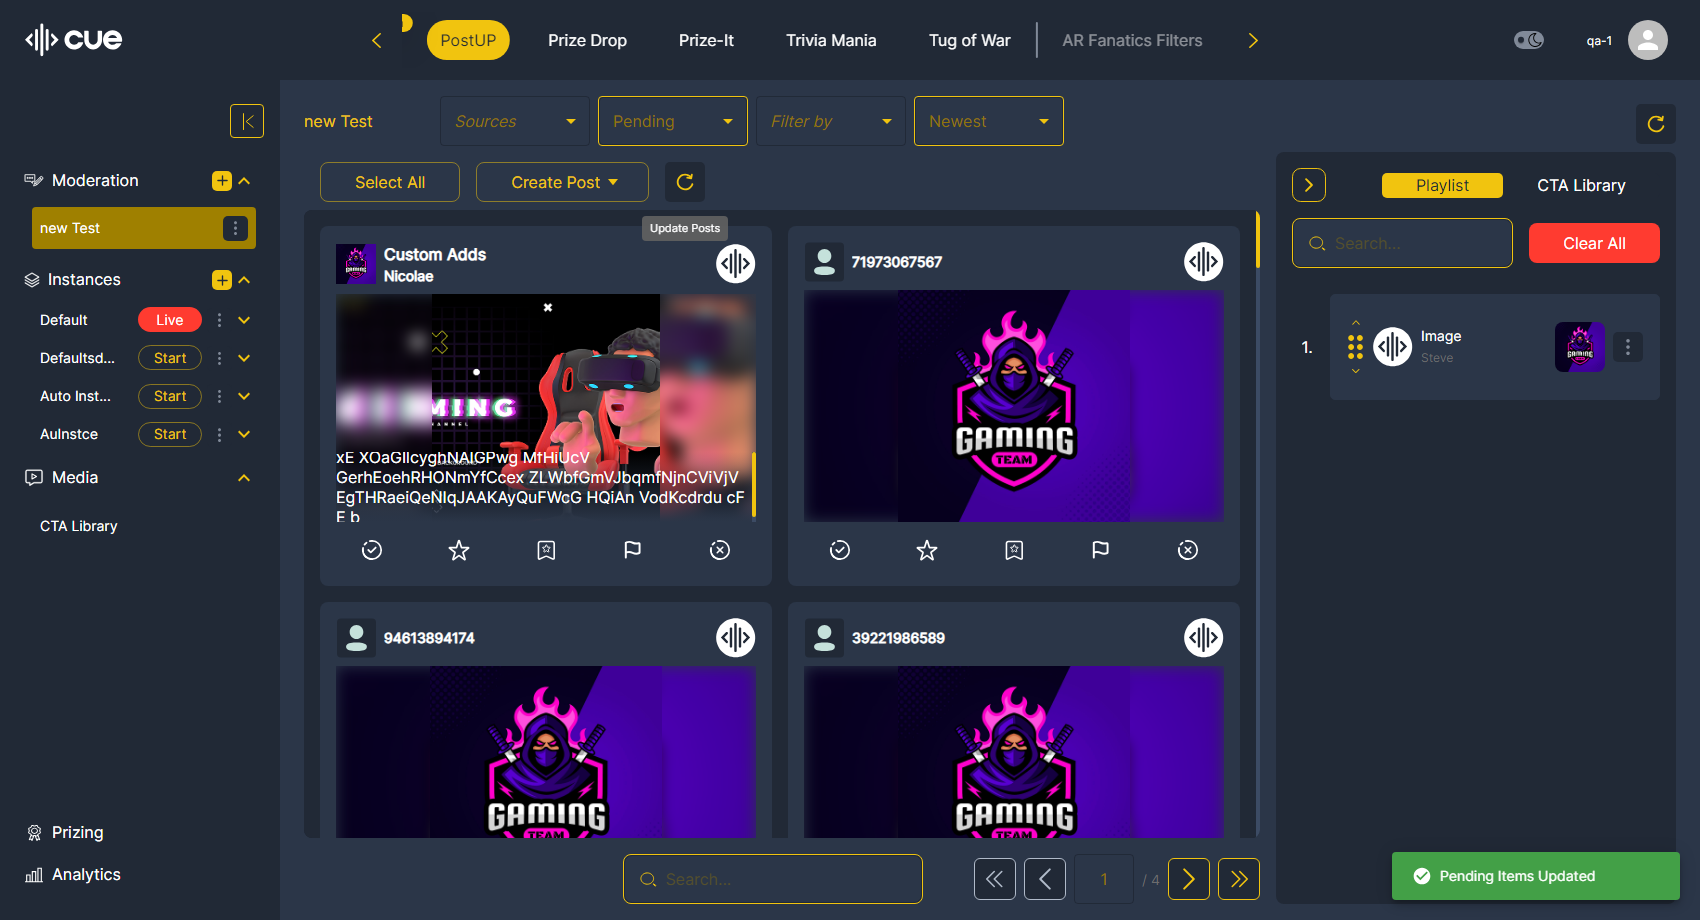 cue
PostUP
Prize Drop
Prize-It
Trivia Mania
Tug of War
AR Fanatics Filters
qa-1
new Test
Sources
Pending
Filter by
Newest
Moderation
new Test
Instances
Default
Live
Defaultsd...
Start
Auto Inst...
Start
AuInstce
Start
Media
CTA Library
Prizing
Analytics
Select All
Create Post
Update Posts
Custom Adds
Nicolae
MING
xE XOaGIlcyghNAlGPwg MfHiUcV
GerhEoehRHONmYfCcex ZLWbfGmVJbqmfNjnCViVjV
EgTHRaeiQeNlqJAAKAyQuFWcG HQiAn VodKcdrdu cF
E b
71973067567
GAMING
TEAM
94613894174
GAMING
TEAM
39221986589
GAMING
TEAM
Search...
1
/ 4
Playlist
CTA Library
Search...
Clear All
1.
Image
Steve
GAMING
Pending Items Updated